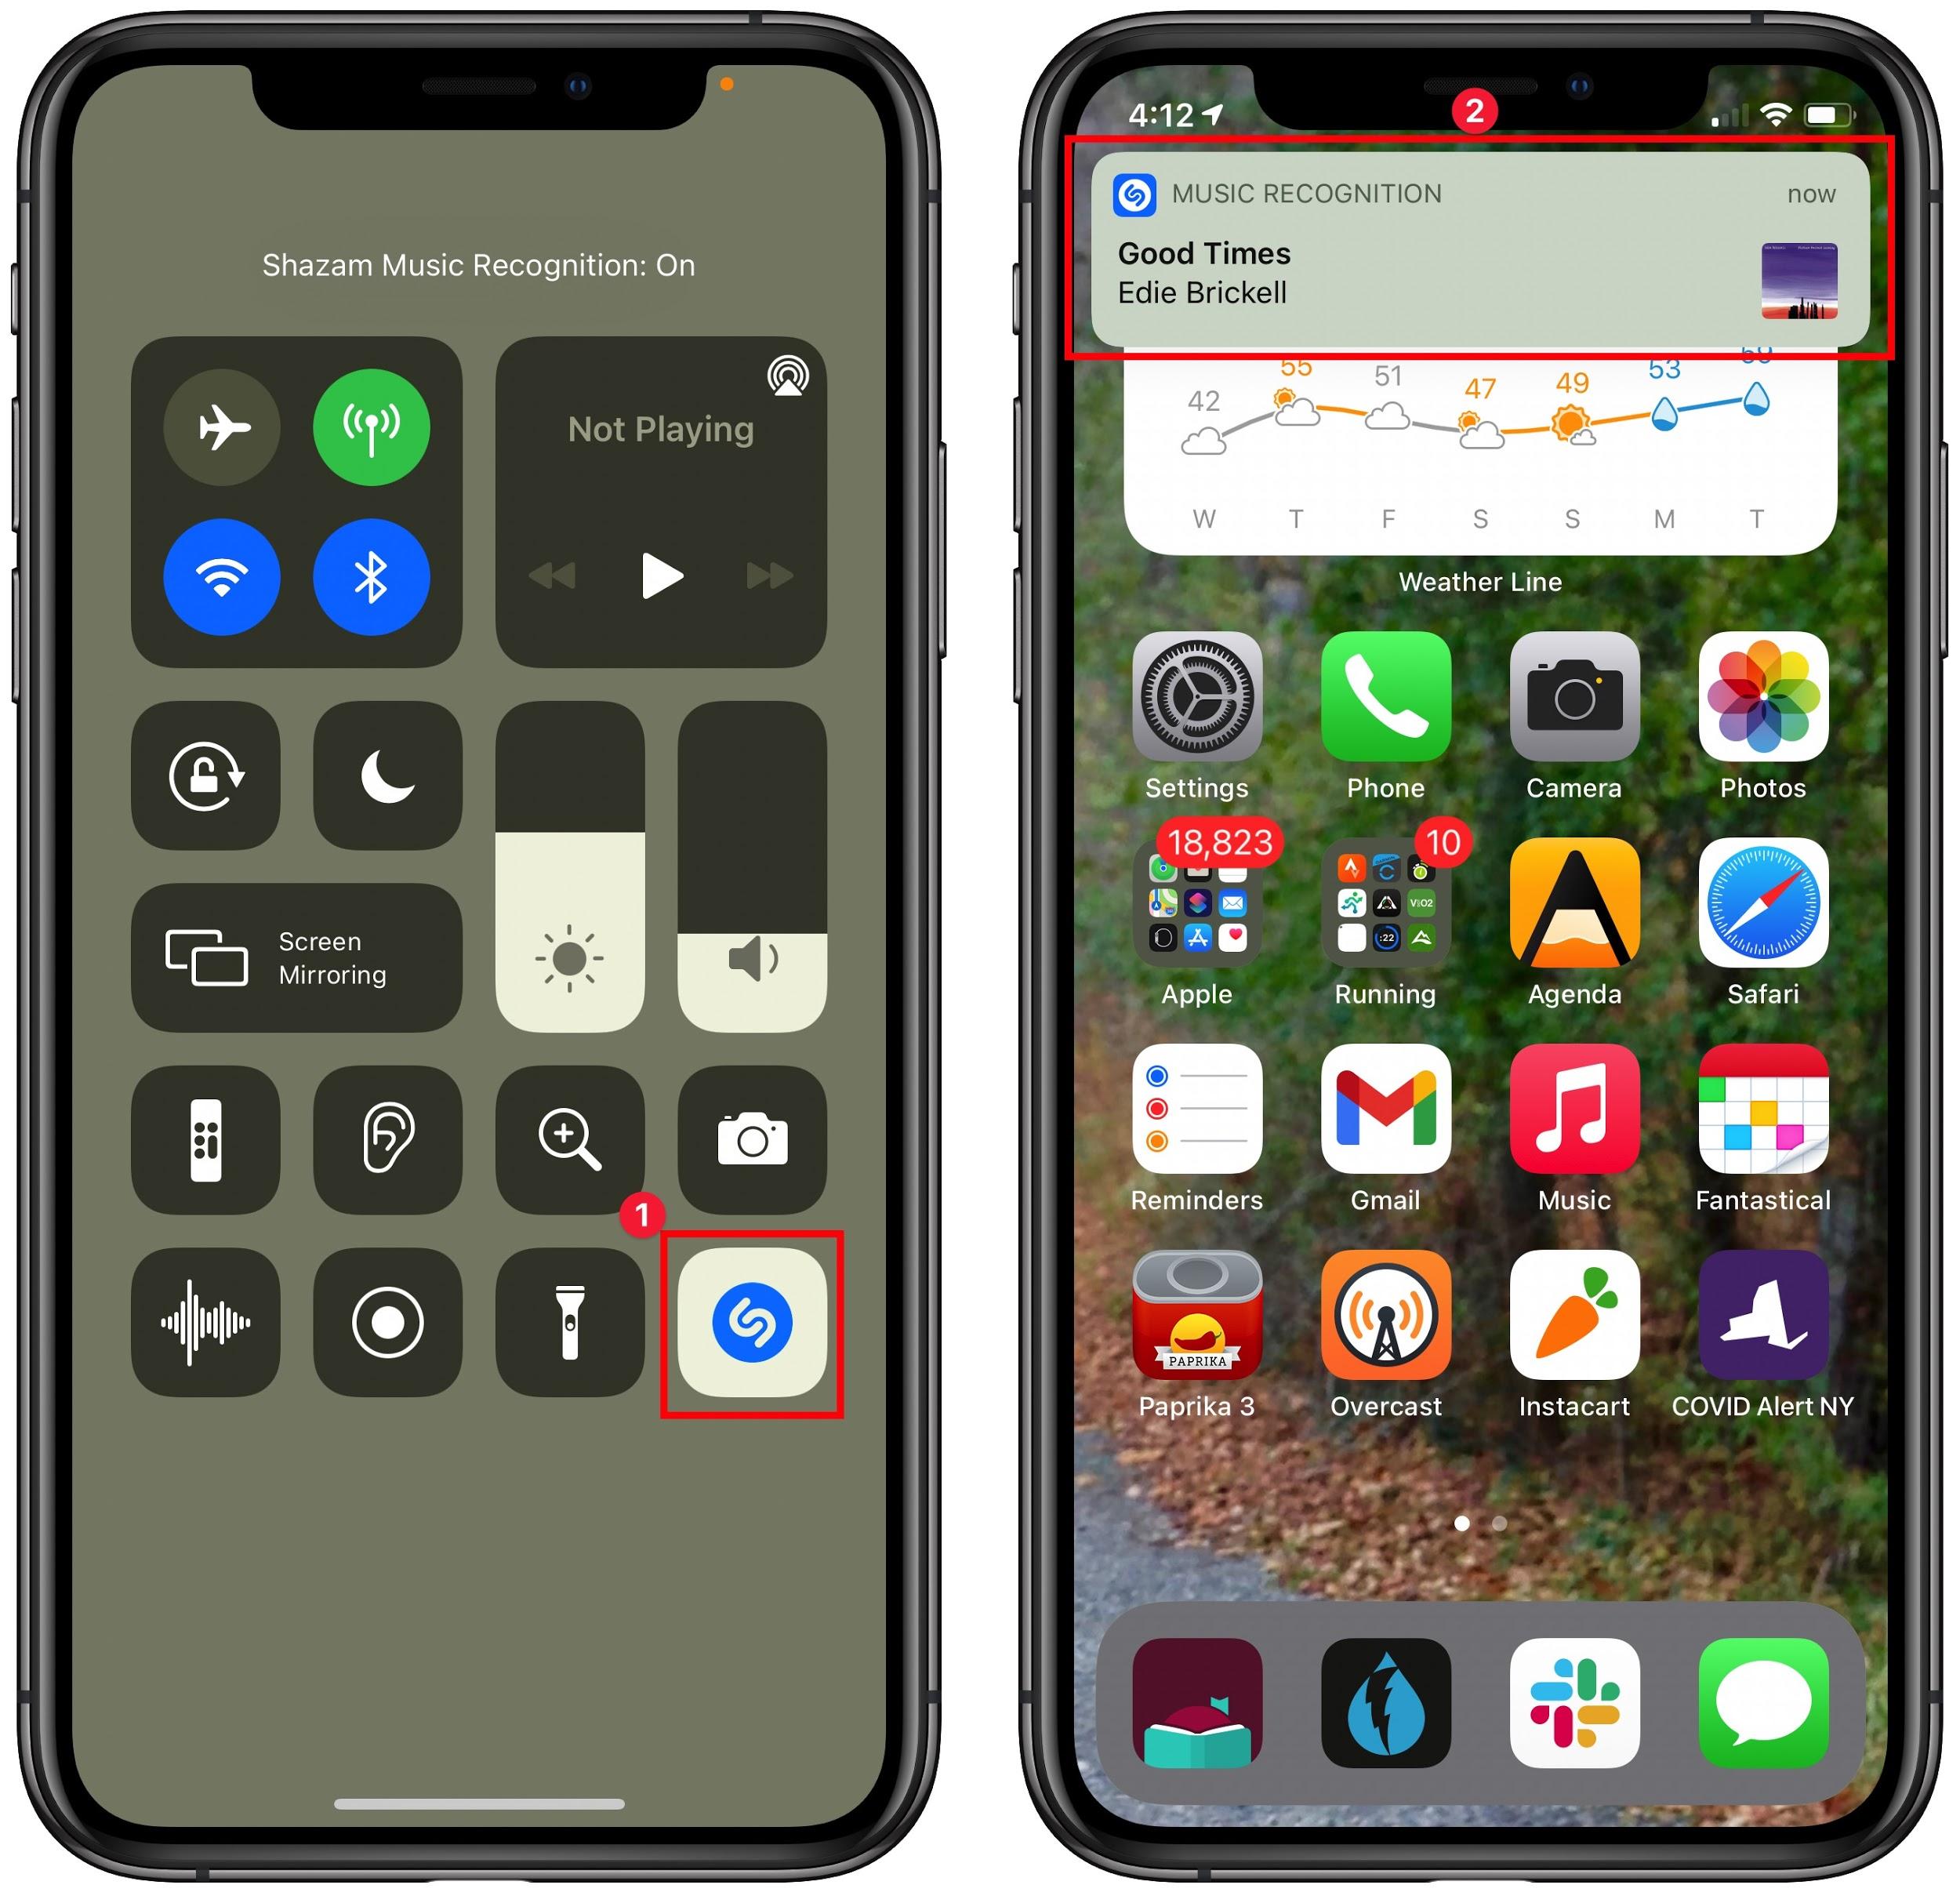 Shazam Music Recognition: On
Not Playing
Screen
Mirroring
1
2
4:12
MUSIC RECOGNITION
now
Good Times
Edie Brickell
42
55
51
47
49
53
59
W T F S S M T
Weather Line
Settings
Phone
Camera
Photos
18,823
10
:22
Apple
Running
Agenda
Safari
Reminders
Gmail
Music
Fantastical
PAPRIKA
Paprika 3
Overcast
Instacart
COVID Alert NY